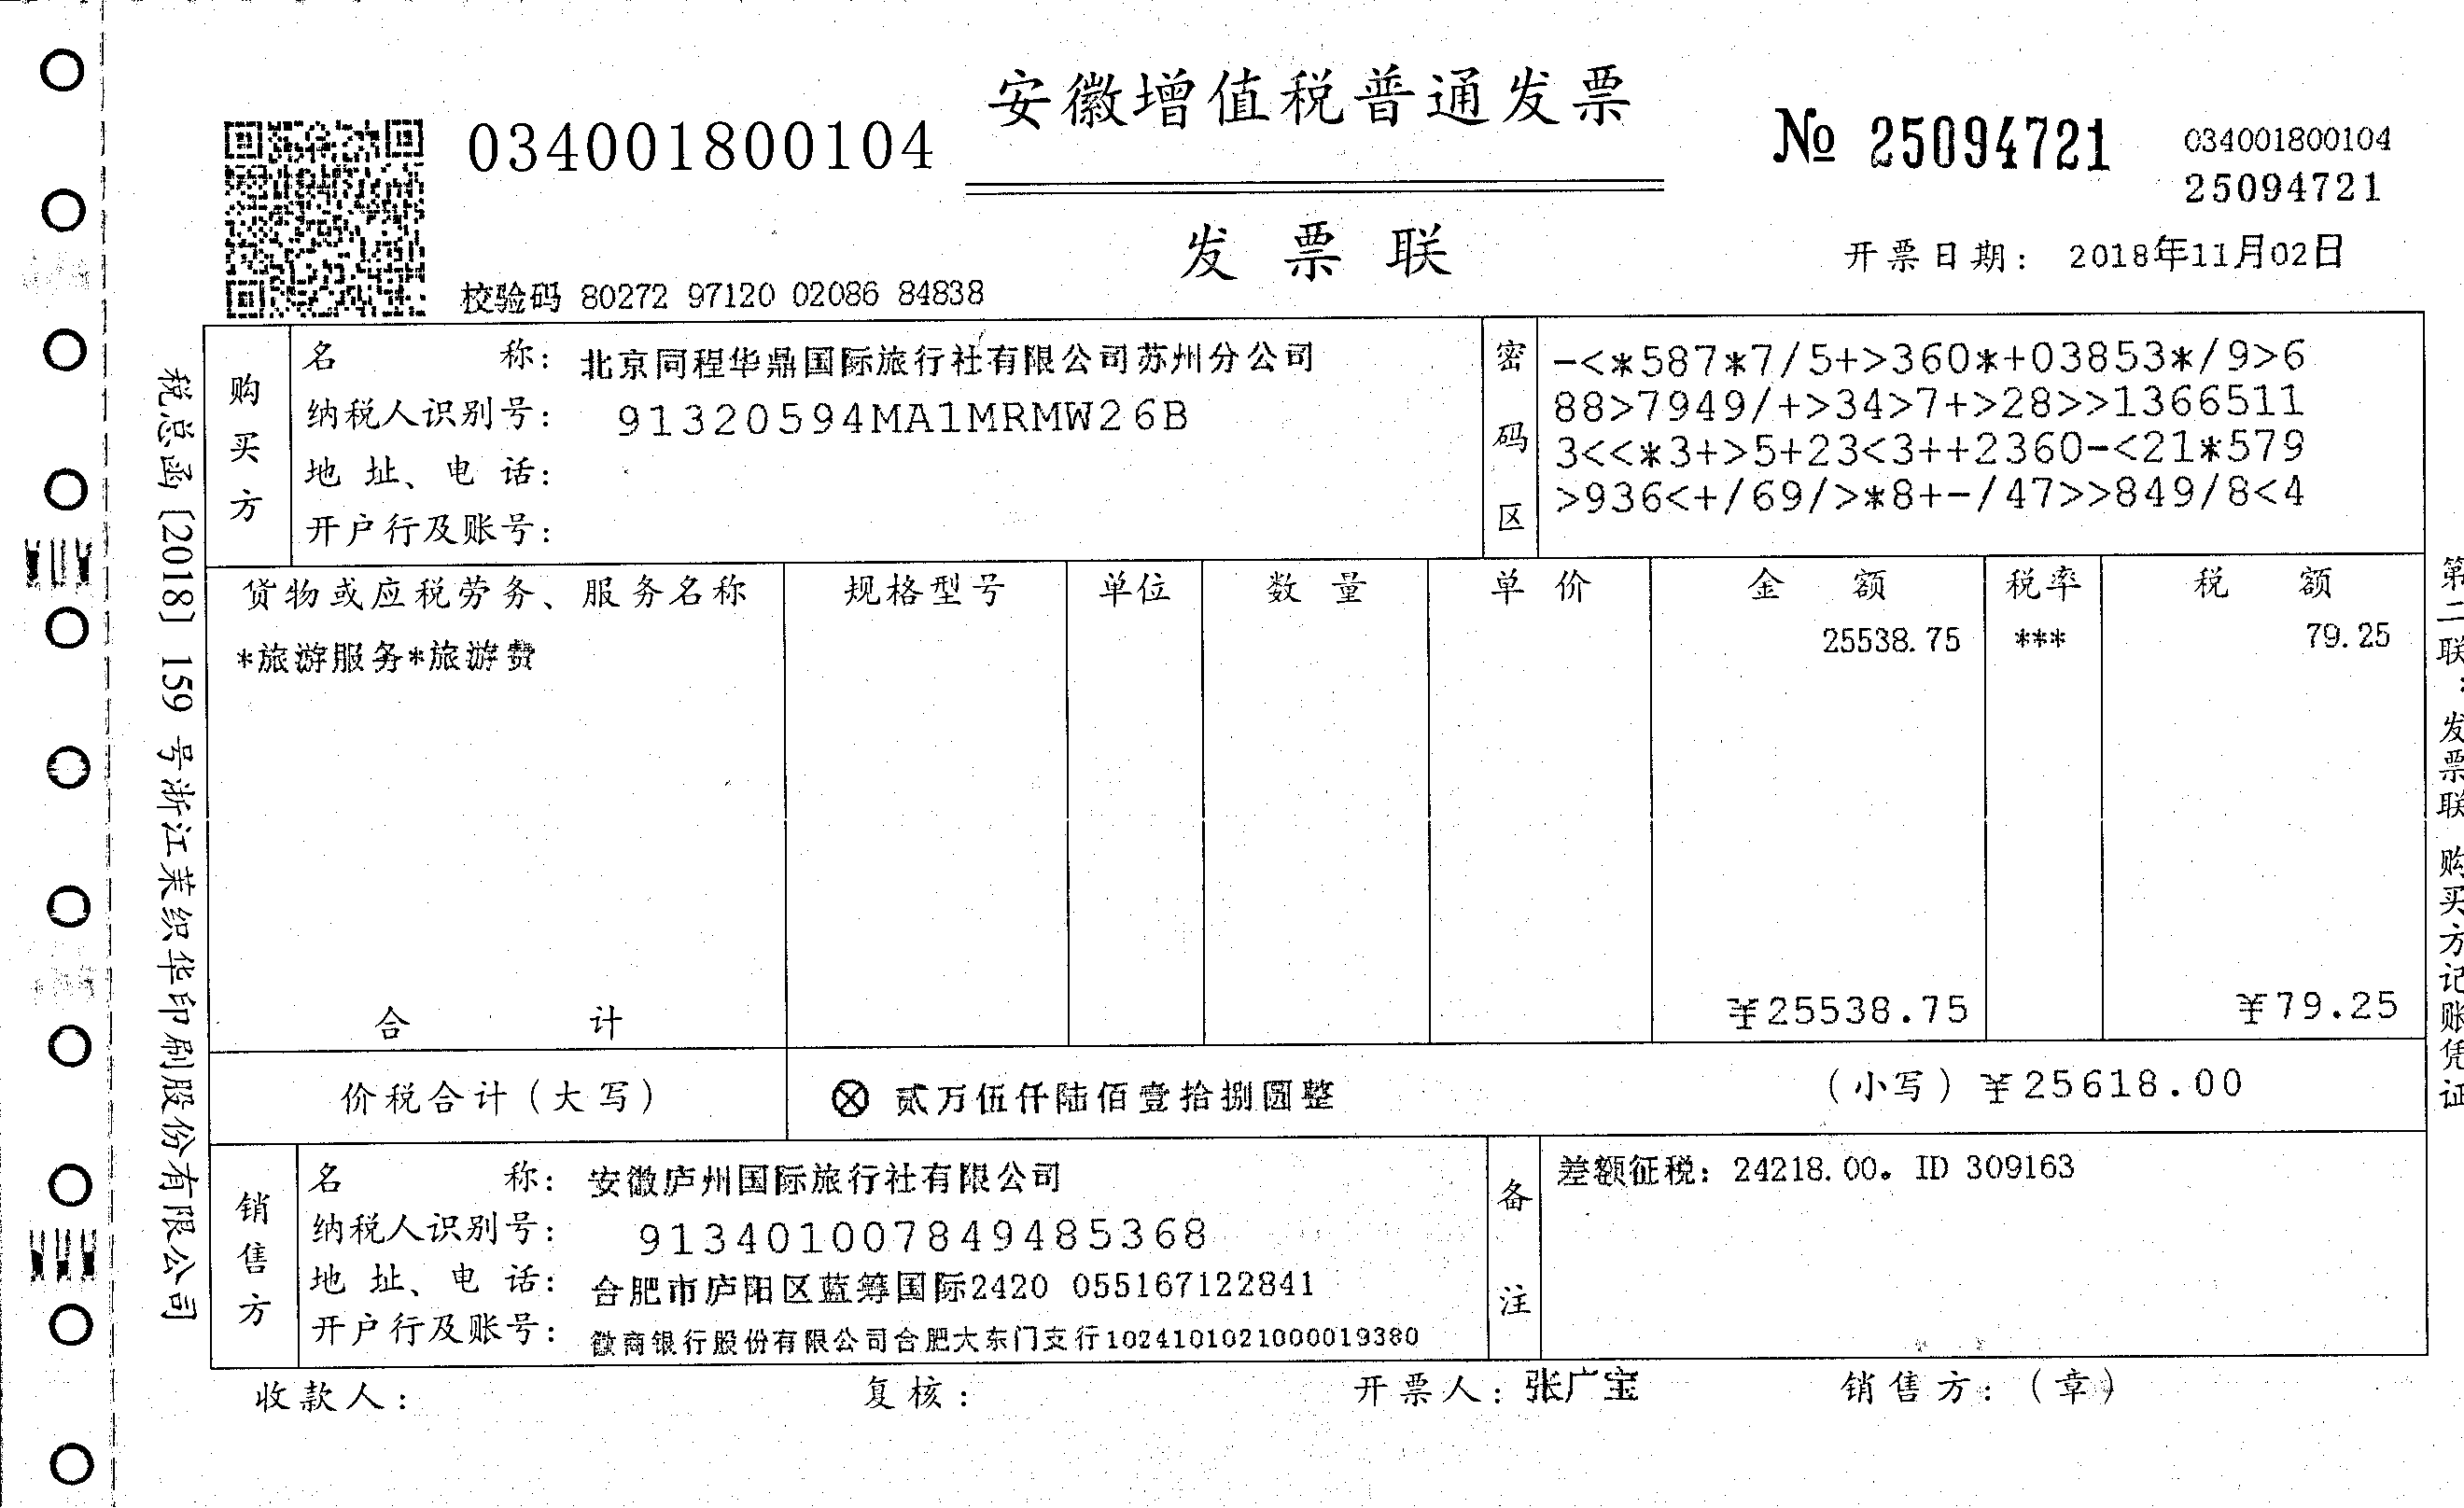 安徽增值税普通发票
034001800104
№ 25094721
034001800104
25094721
发票联
开票日期: 2018年11月02日
校验码 80272 97120 02086 84838
购买方
名称: 北京同程华鼎国际旅行社有限公司苏州分公司
纳税人识别号: 91320594MA1MRMW26B
地址、电话:
开户行及账号:
密码区
-<*587*7/5+>360*+03853*/9>6
88>7949/+>34>7+>28>>1366511
3<<*3+>5+23<3++2360-<21*579
>936<+/69/>*8+-/47>>849/8<4
货物或应税劳务、服务名称 规格型号 单位 数量 单价 金额 税率 税额
*旅游服务*旅游费 25538.75 *** 79.25
合计 ¥25538.75 ¥79.25
价税合计(大写) ⊗ 贰万伍仟陆佰壹拾捌圆整 (小写) ¥25618.00
销售方
名称: 安徽庐州国际旅行社有限公司
纳税人识别号: 913401007849485368
地址、电话: 合肥市庐阳区蓝筹国际2420 055167122841
开户行及账号: 徽商银行股份有限公司合肥大东门支行1024101021000019380
备注
差额征税: 24218.00。ID 309163
收款人: 复核: 开票人: 张广宝 销售方: (章)
税总函[2018] 159 号浙江莱织华印刷股份有限公司
第二联:发票联 购买方记账凭证